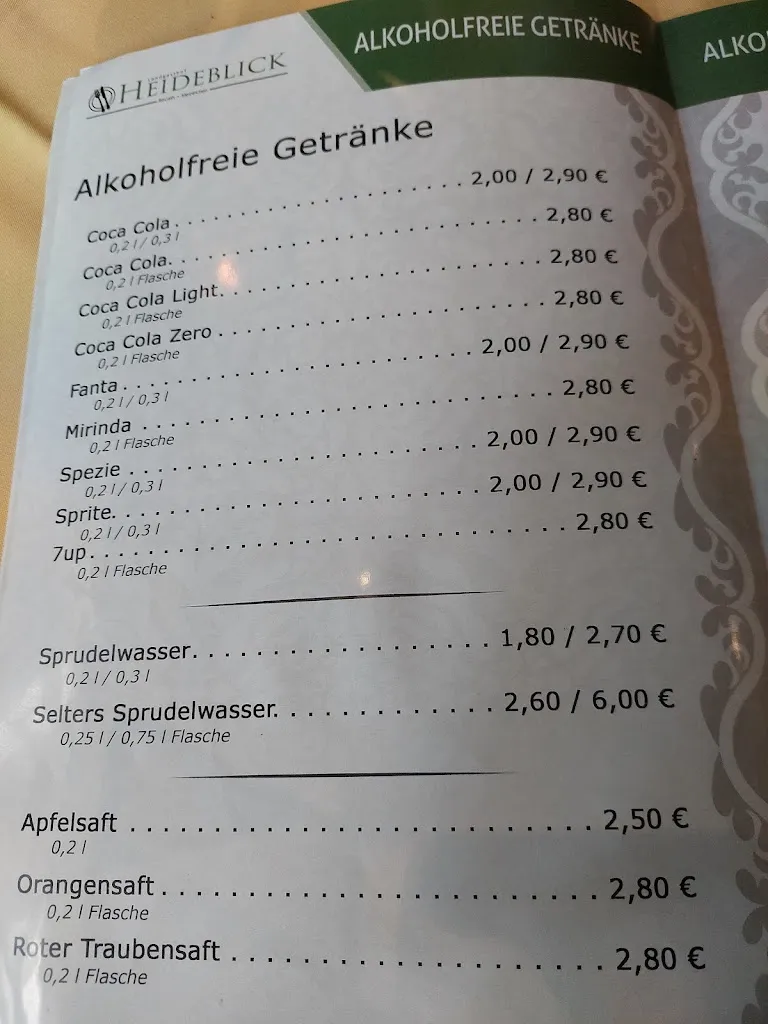 HEIDEBLICK
ALKOHOLFREIE GETRÄNKE
ALKO
Alkoholfreie Getränke
Coca Cola . . . . . . . . . . . . . . . . . . . . 2,00 / 2,90 €
0,2 l / 0,3 l
Coca Cola. . . . . . . . . . . . . . . . . . . . . . . . . 2,80 €
0,2 l Flasche
Coca Cola Light. . . . . . . . . . . . . . . . . . . . . . 2,80 €
0,2 l Flasche
Coca Cola Zero . . . . . . . . . . . . . . . . . . . . . . 2,80 €
0,2 l Flasche
Fanta . . . . . . . . . . . . . . . . . . . . . . . . 2,00 / 2,90 €
0,2 l / 0,3 l
Mirinda . . . . . . . . . . . . . . . . . . . . . . . . . . . 2,80 €
0,2 l Flasche
Spezie . . . . . . . . . . . . . . . . . . . . . . . 2,00 / 2,90 €
0,2 l / 0,3 l
Sprite. . . . . . . . . . . . . . . . . . . . . . . . 2,00 / 2,90 €
0,2 l / 0,3 l
7up . . . . . . . . . . . . . . . . . . . . . . . . . . . . . 2,80 €
0,2 l Flasche
Sprudelwasser. . . . . . . . . . . . . . . . . . . . 1,80 / 2,70 €
0,2 l / 0,3 l
Selters Sprudelwasser. . . . . . . . . . . . . . 2,60 / 6,00 €
0,25 l / 0,75 l Flasche
Apfelsaft . . . . . . . . . . . . . . . . . . . . . . . . . . . . . 2,50 €
0,2 l
Orangensaft . . . . . . . . . . . . . . . . . . . . . . . . . . 2,80 €
0,2 l Flasche
Roter Traubensaft . . . . . . . . . . . . . . . . . . . . . 2,80 €
0,2 l Flasche